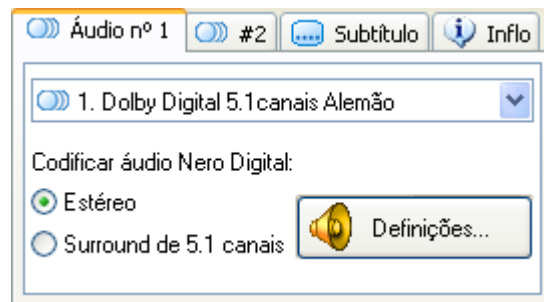 Áudio nº 1 #2 Subtítulo Inflo
1. Dolby Digital 5.1canais Alemão
Codificar áudio Nero Digital:
Estéreo
Definições...
Surround de 5.1 canais